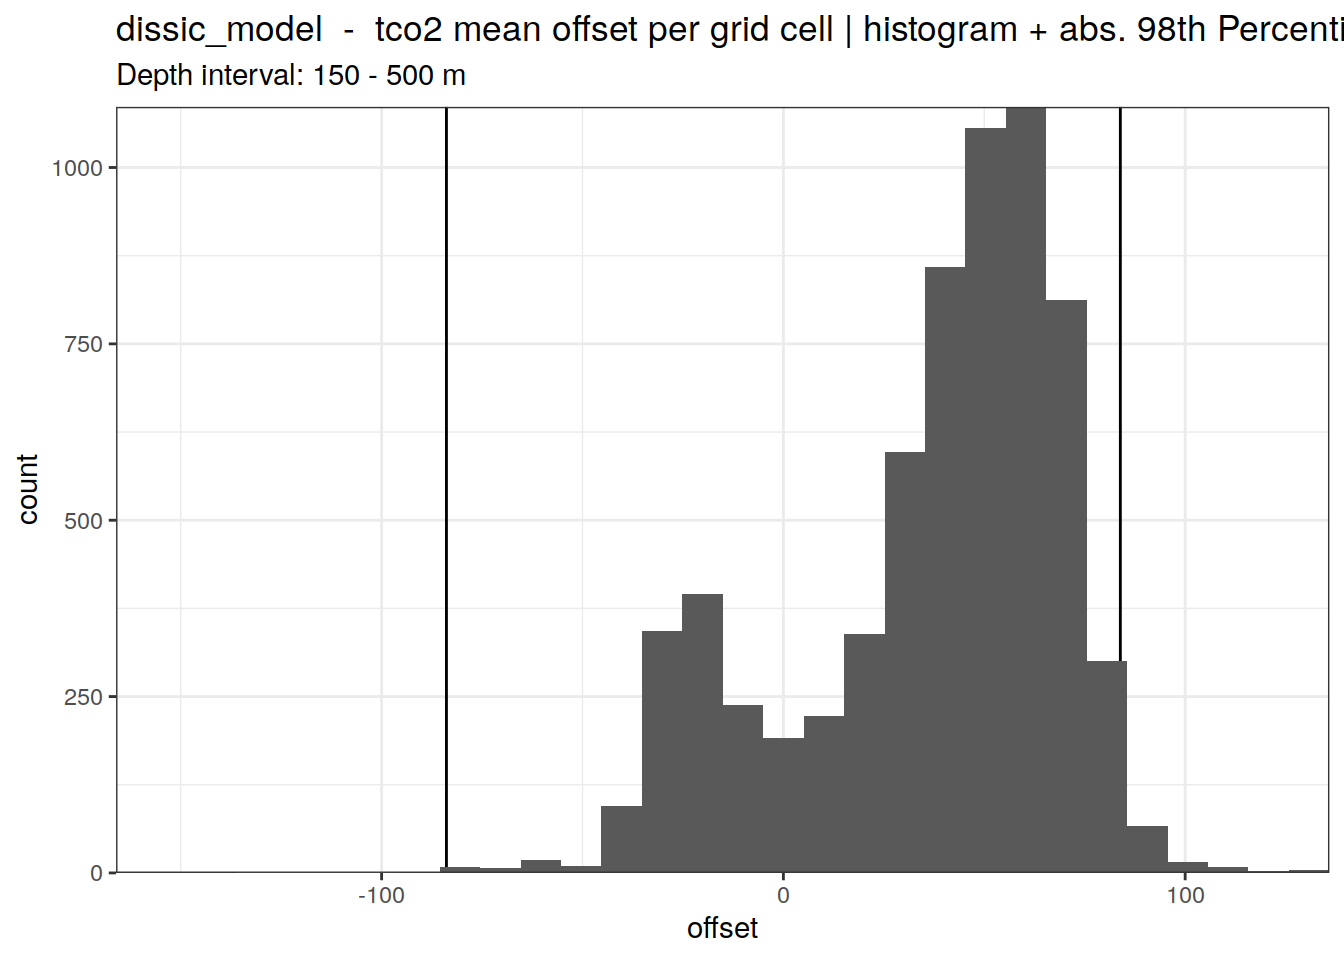 dissic_model - tco2 mean offset per grid cell | histogram + abs. 98th Percenti
Depth interval: 150 - 500 m
1000
750
500
250
0
count
-100
0
100
offset